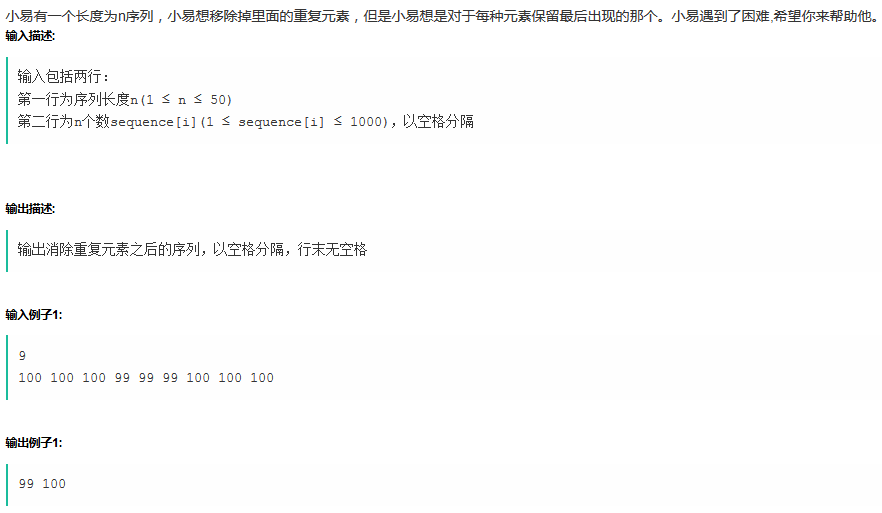 小易有一个长度为n序列，小易想移除掉里面的重复元素，但是小易想是对于每种元素保留最后出现的那个。小易遇到了困难,希望你来帮助他。
输入描述:
输入包括两行：
第一行为序列长度n(1 ≤ n ≤ 50)
第二行为n个数sequence[i](1 ≤ sequence[i] ≤ 1000)，以空格分隔
输出描述:
输出消除重复元素之后的序列，以空格分隔，行末无空格
输入例子1:
9
100 100 100 99 99 99 100 100 100
输出例子1:
99 100